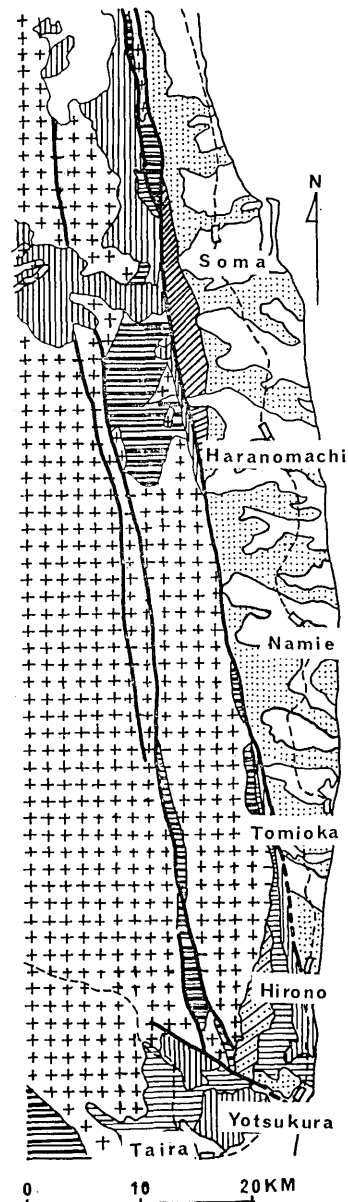 N
Soma
Haranomachi
Namie
Tomioka
Hirono
Yotsukura
Taira
0 10 20KM